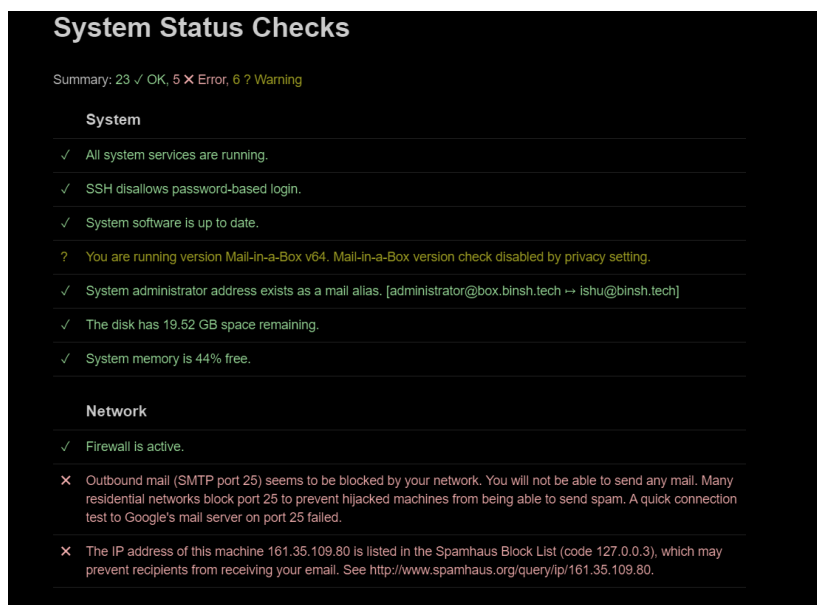 System Status Checks
Summary: 23 ✓ OK, 5 ✕ Error, 6 ? Warning
System
✓ All system services are running.
✓ SSH disallows password-based login.
✓ System software is up to date.
? You are running version Mail-in-a-Box v64. Mail-in-a-Box version check disabled by privacy setting.
✓ System administrator address exists as a mail alias. [administrator@box.binsh.tech ↦ ishu@binsh.tech]
✓ The disk has 19.52 GB space remaining.
✓ System memory is 44% free.
Network
✓ Firewall is active.
✕ Outbound mail (SMTP port 25) seems to be blocked by your network. You will not be able to send any mail. Many
residential networks block port 25 to prevent hijacked machines from being able to send spam. A quick connection
test to Google's mail server on port 25 failed.
✕ The IP address of this machine 161.35.109.80 is listed in the Spamhaus Block List (code 127.0.0.3), which may
prevent recipients from receiving your email. See http://www.spamhaus.org/query/ip/161.35.109.80.